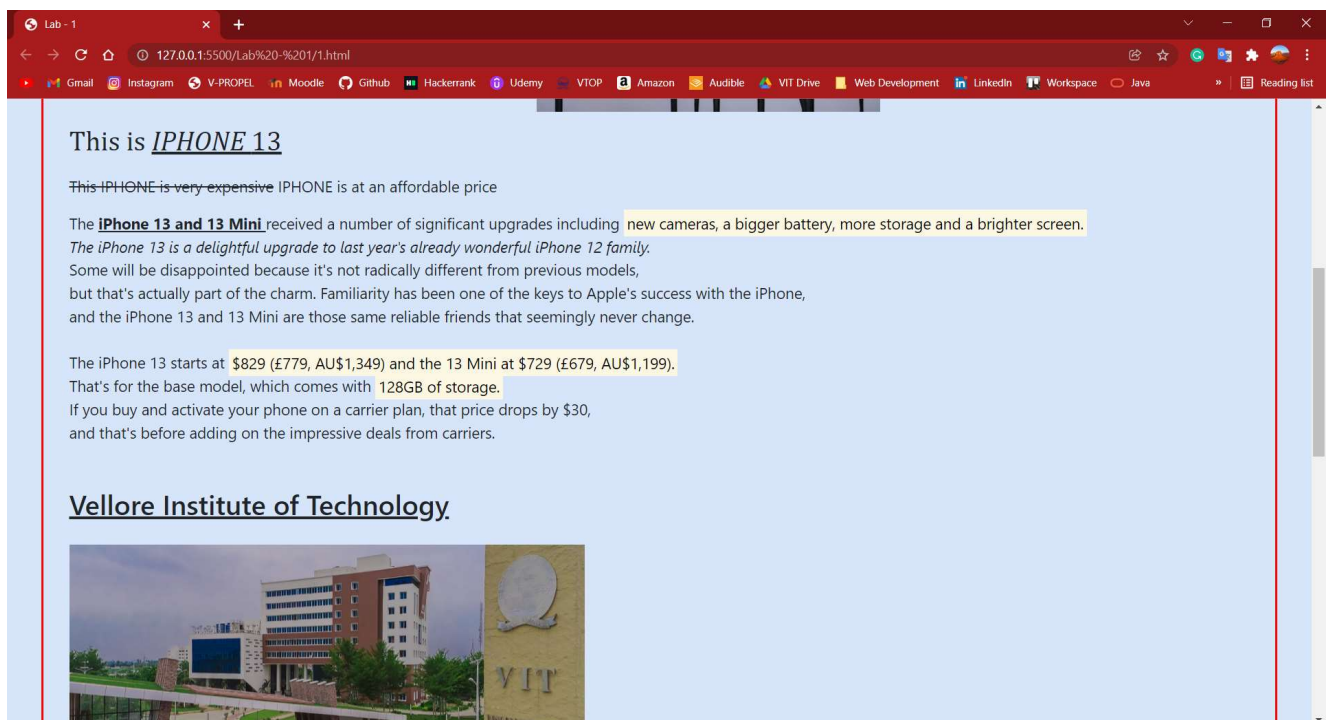 Lab - 1
127.0.0.1:5500/Lab%20-%201/1.html
Gmail Instagram V-PROPEL Moodle Github Hackerrank Udemy VTOP Amazon Audible VIT Drive Web Development LinkedIn Workspace Java » Reading list
This is IPHONE 13
This IPHONE is very expensive IPHONE is at an affordable price
The iPhone 13 and 13 Mini received a number of significant upgrades including new cameras, a bigger battery, more storage and a brighter screen.
The iPhone 13 is a delightful upgrade to last year's already wonderful iPhone 12 family.
Some will be disappointed because it's not radically different from previous models,
but that's actually part of the charm. Familiarity has been one of the keys to Apple's success with the iPhone,
and the iPhone 13 and 13 Mini are those same reliable friends that seemingly never change.
The iPhone 13 starts at $829 (£779, AU$1,349) and the 13 Mini at $729 (£679, AU$1,199).
That's for the base model, which comes with 128GB of storage.
If you buy and activate your phone on a carrier plan, that price drops by $30,
and that's before adding on the impressive deals from carriers.
Vellore Institute of Technology
VIT